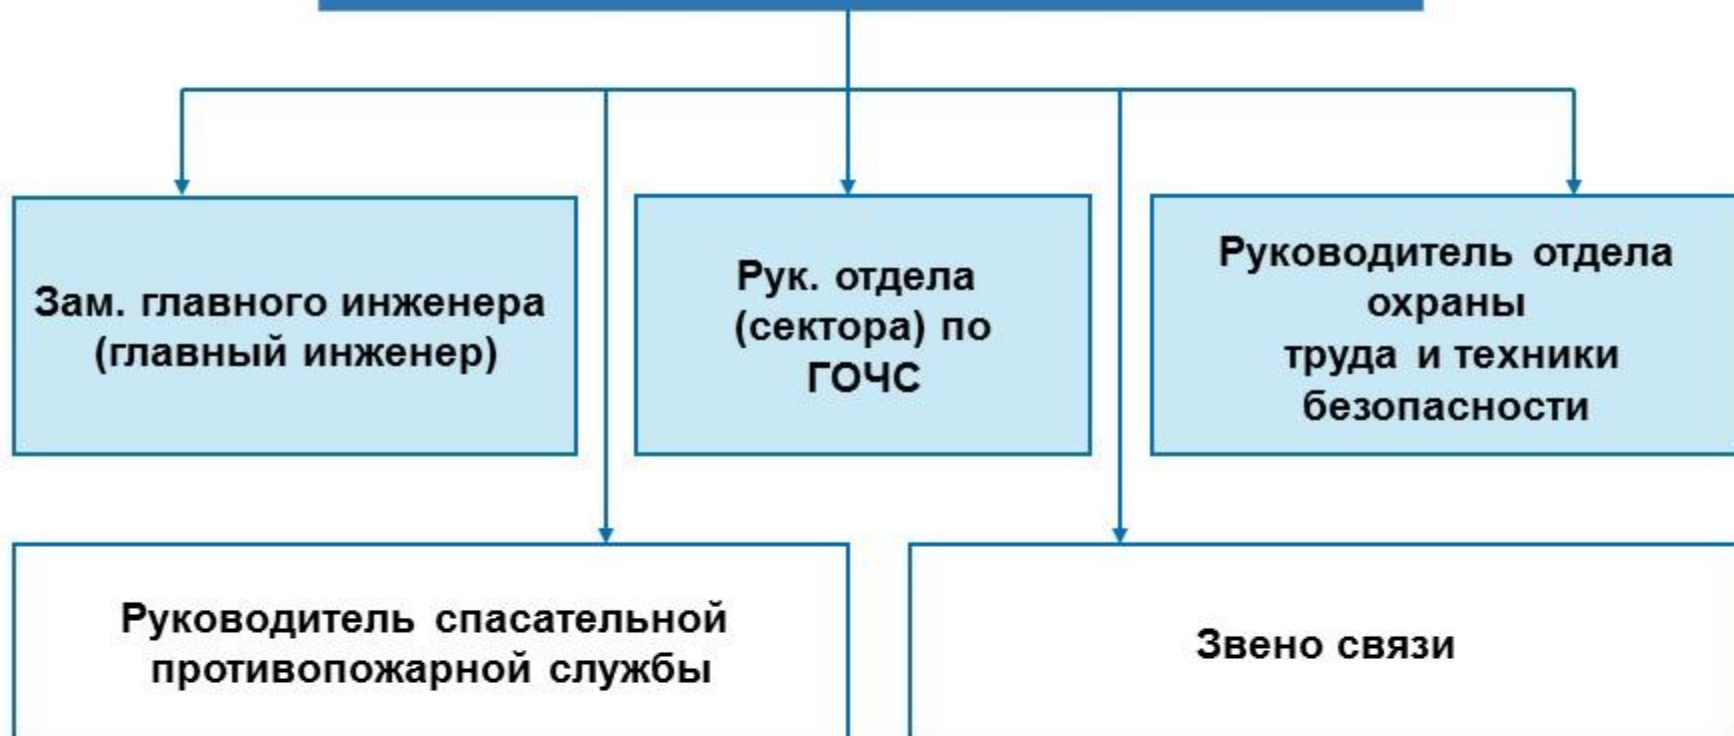 Зам. главного инженера
(главный инженер)
Рук. отдела
(сектора) по
ГОЧС
Руководитель отдела
охраны
труда и техники
безопасности
Руководитель спасательной
противопожарной службы
Звено связи